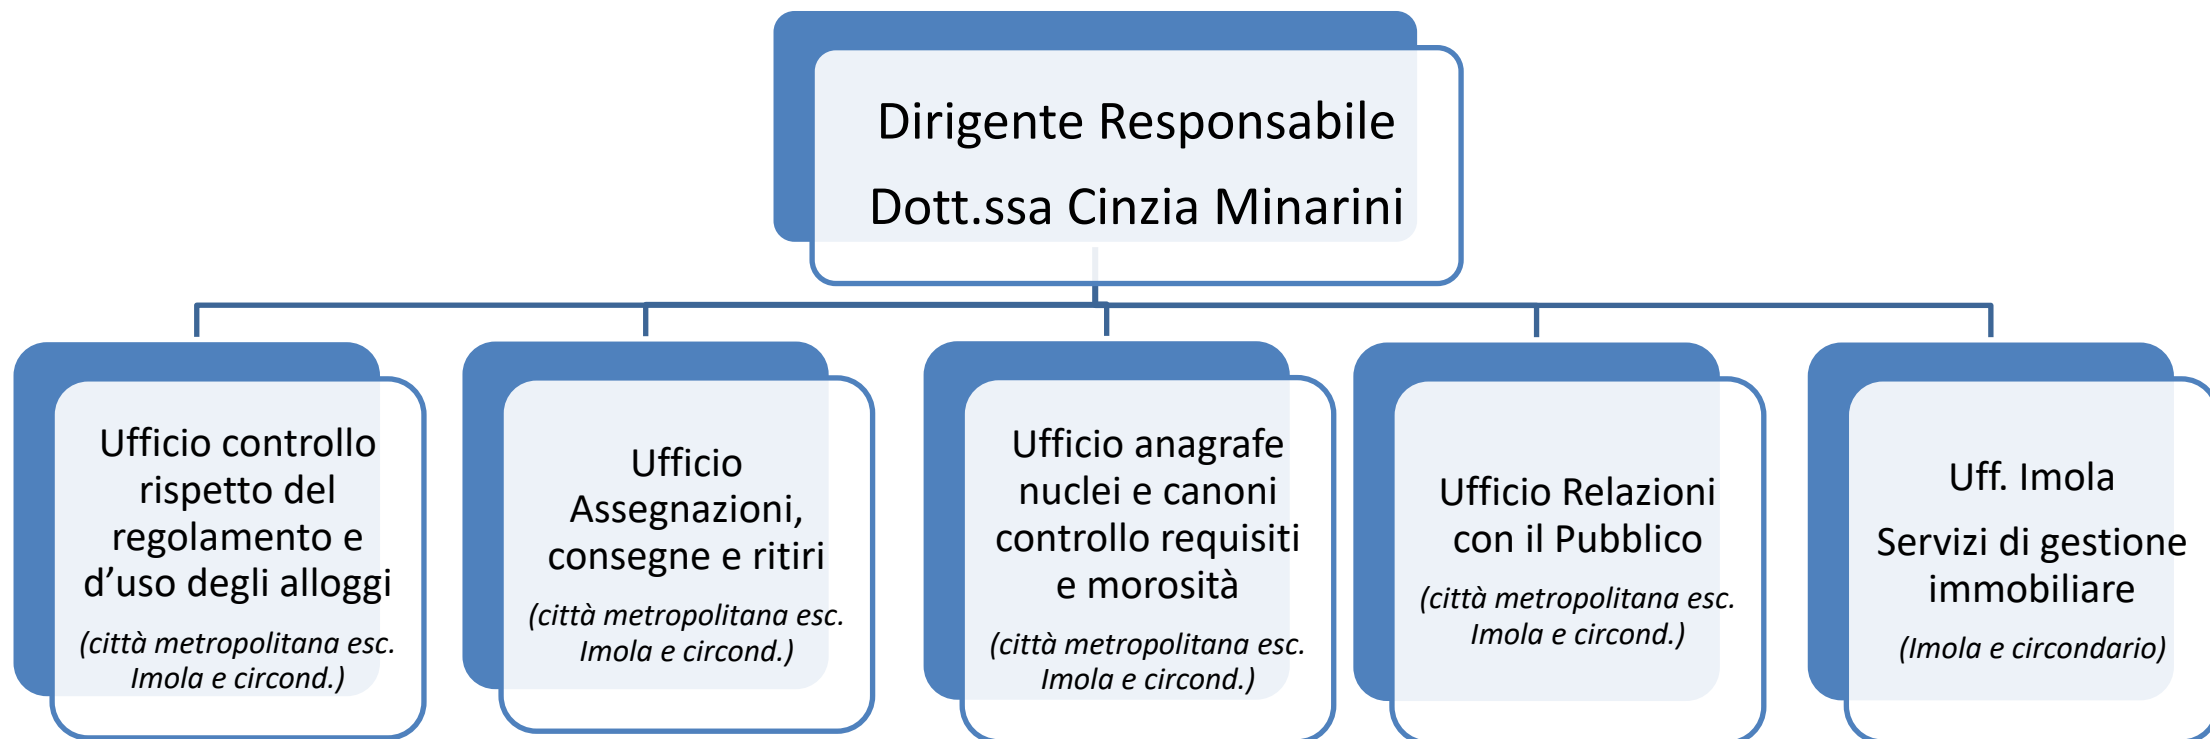 Dirigente Responsabile
Dott.ssa Cinzia Minarini
Ufficio controllo
rispetto del
regolamento e
d’uso degli alloggi
(città metropolitana esc.
Imola e circond.)
Ufficio
Assegnazioni,
consegne e ritiri
(città metropolitana esc.
Imola e circond.)
Ufficio anagrafe
nuclei e canoni
controllo requisiti
e morosità
(città metropolitana esc.
Imola e circond.)
Ufficio Relazioni
con il Pubblico
(città metropolitana esc.
Imola e circond.)
Uff. Imola
Servizi di gestione
immobiliare
(Imola e circondario)